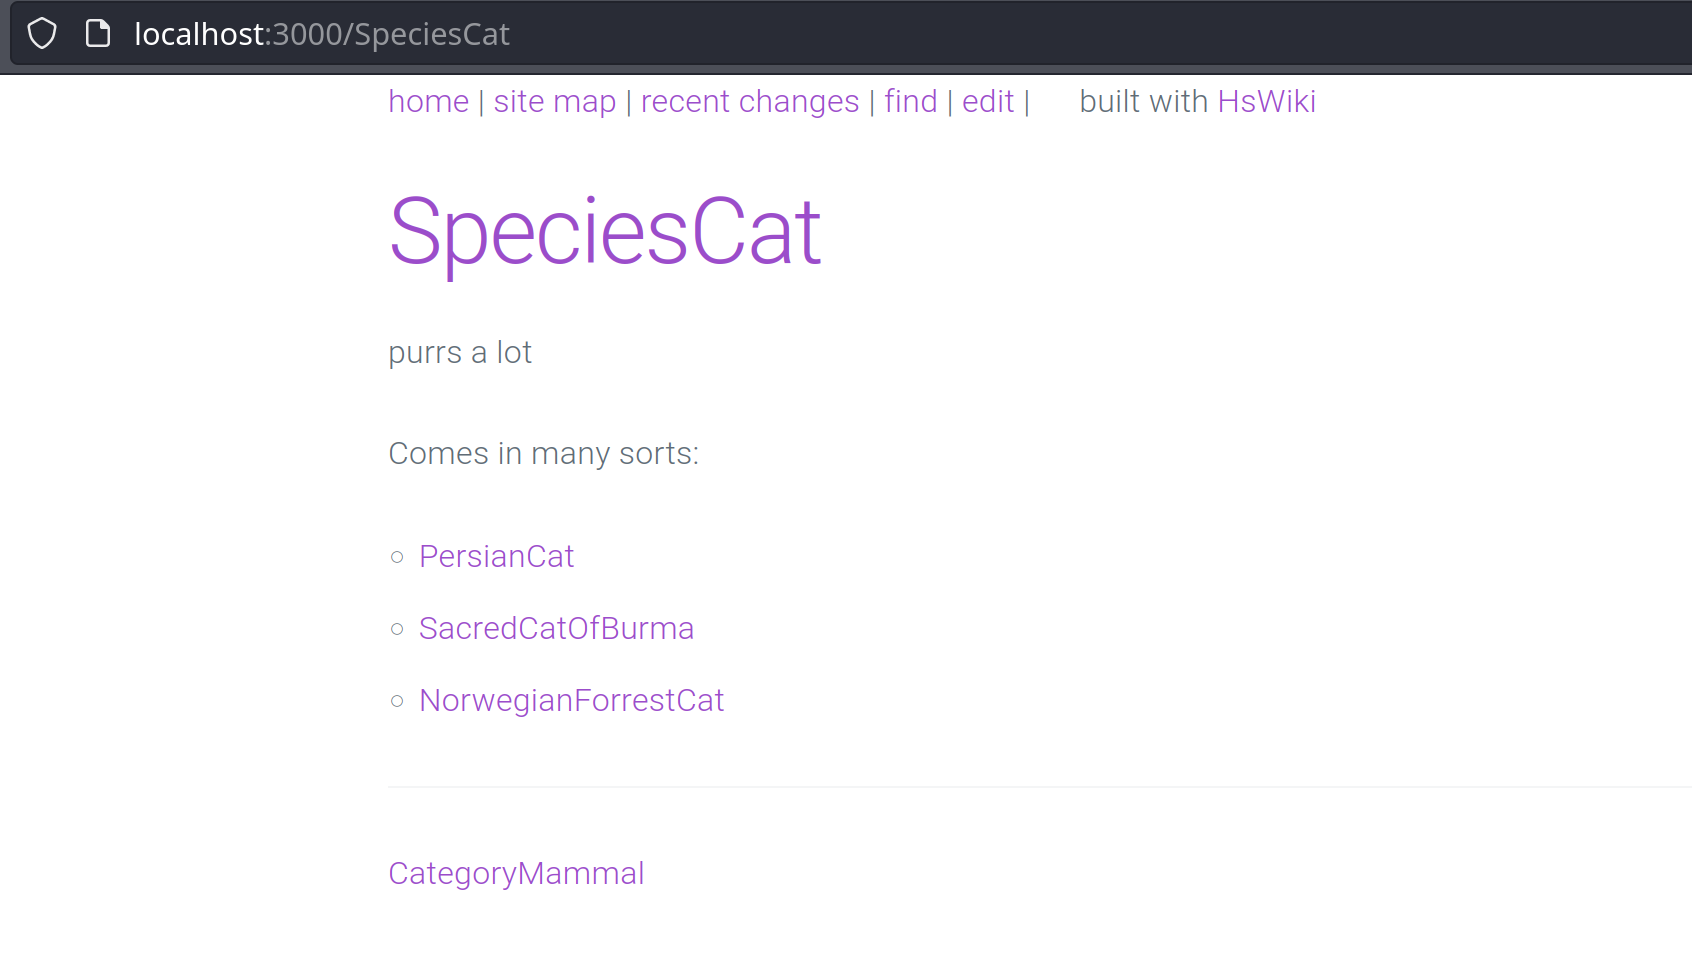 localhost:3000/SpeciesCat
home | site map | recent changes | find | edit | built with HsWiki
SpeciesCat
purrs a lot
Comes in many sorts:
PersianCat
SacredCatOfBurma
NorwegianForrestCat
CategoryMammal